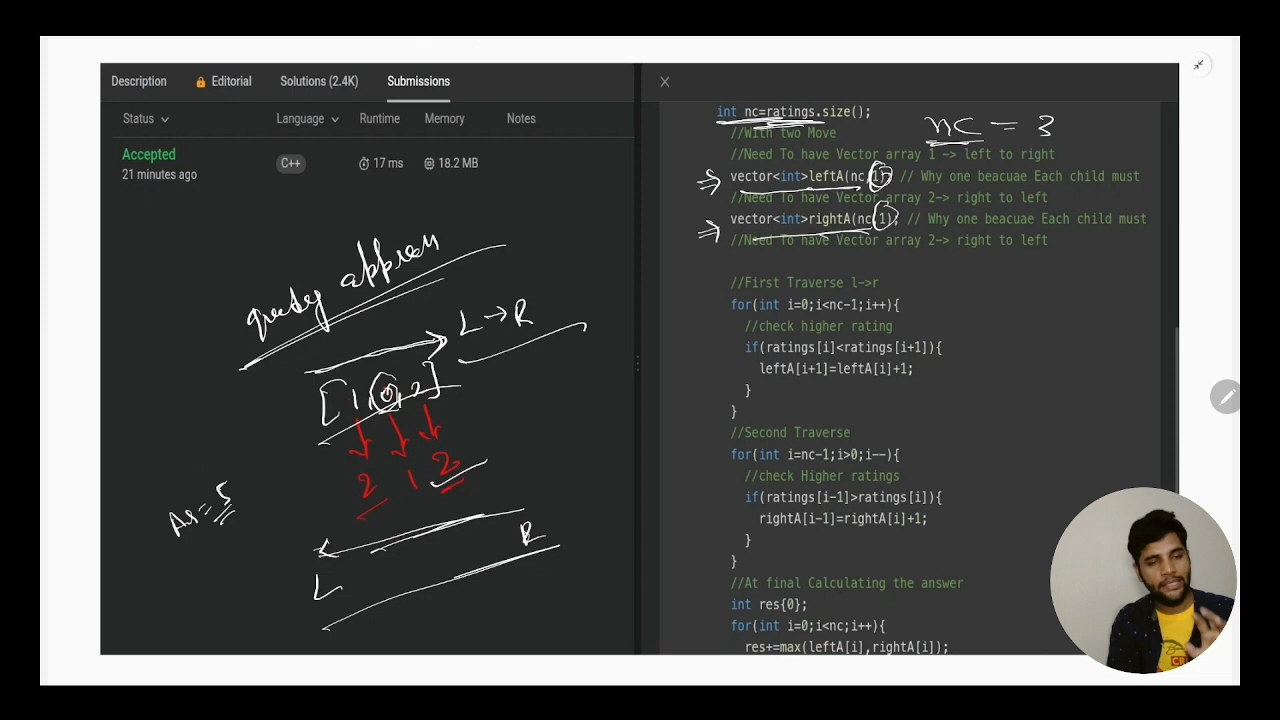 Description Editorial Solutions (2.4K) Submissions
Status Language Runtime Memory Notes
Accepted
21 minutes ago
C++ 17 ms 18.2 MB
L → R
[1, 0, 2]
2 1 2
As = 5
R
L
int nc=ratings.size();
nc = 3
//With two Move
//Need To have Vector array 1 -> left to right
vector<int>leftA(nc,1); // Why one beacuae Each child must
//Need To have Vector array 2-> right to left
vector<int>rightA(nc,1); // Why one beacuae Each child must
//Need To have Vector array 2-> right to left
//First Traverse l->r
for(int i=0;i<nc-1;i++){
//check higher rating
if(ratings[i]<ratings[i+1]){
leftA[i+1]=leftA[i]+1;
}
}
//Second Traverse
for(int i=nc-1;i>0;i--){
//check Higher ratings
if(ratings[i-1]>ratings[i]){
rightA[i-1]=rightA[i]+1;
}
}
//At final Calculating the answer
int res{0};
for(int i=0;i<nc;i++){
res+=max(leftA[i],rightA[i]);